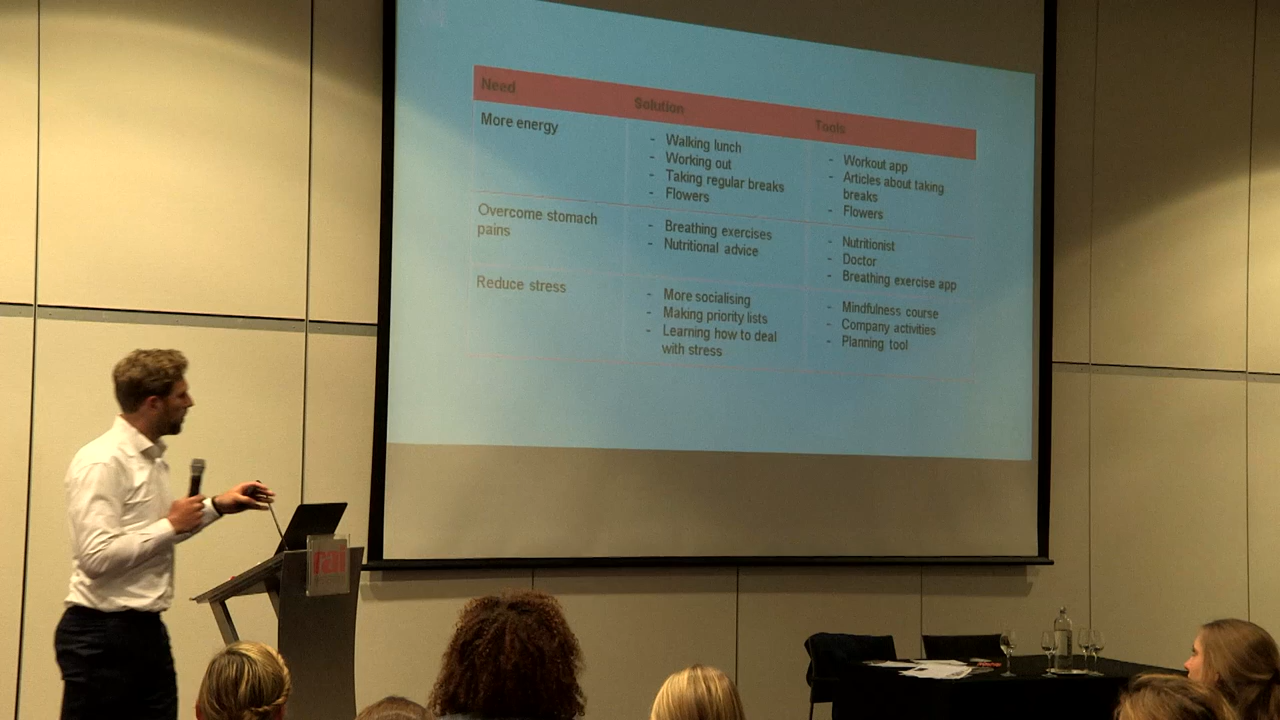 Need
Solution
Tools
More energy
- Walking lunch
- Working out
- Taking regular breaks
- Flowers
- Workout app
- Articles about taking
breaks
- Flowers
Overcome stomach
pains
- Breathing exercises
- Nutritional advice
- Nutritionist
- Doctor
- Breathing exercise app
Reduce stress
- More socialising
- Making priority lists
- Learning how to deal
with stress
- Mindfulness course
- Company activities
- Planning tool
rai